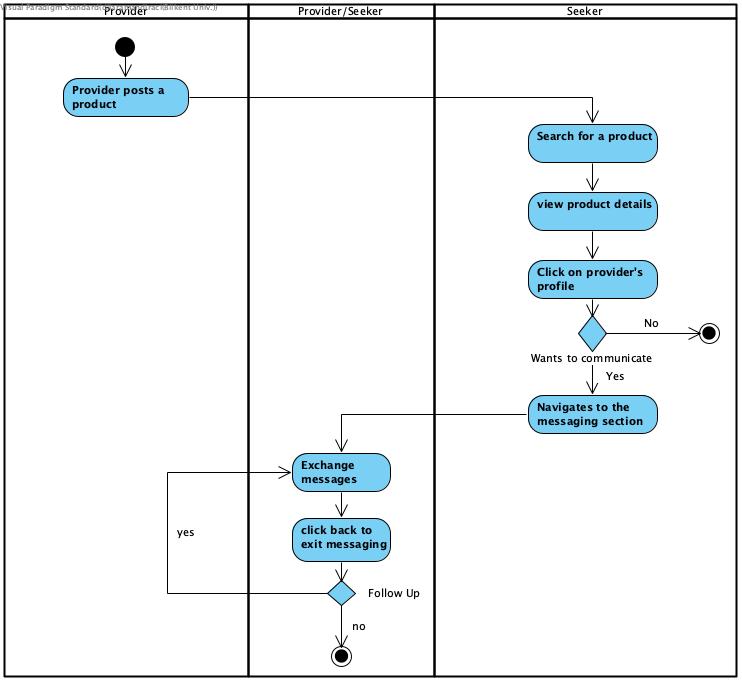 Visual Paradigm Standard
(Bilkent Univ.))
Provider
Provider/Seeker
Seeker
Provider posts a
product
Search for a product
view product details
Click on provider's
profile
No
Wants to communicate
Yes
Navigates to the
messaging section
Exchange
messages
click back to
exit messaging
yes
Follow Up
no